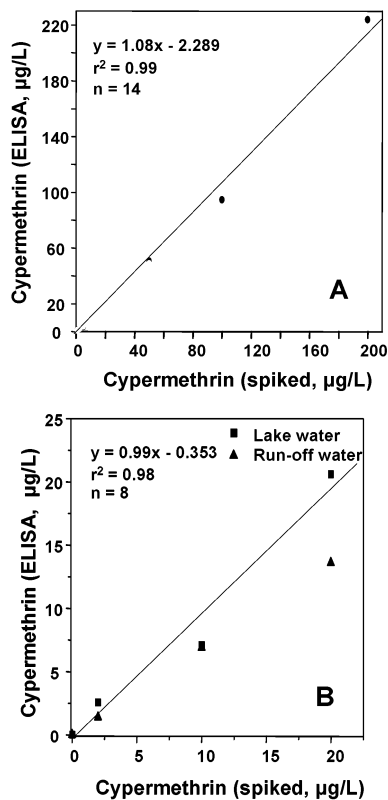 y = 1.08x - 2.289
r² = 0.99
n = 14
Cypermethrin (ELISA, µg/L)
220
180
140
100
60
20
0
A
0 40 80 120 160 200
Cypermethrin (spiked, µg/L)
25
20
15
10
5
0
Cypermethrin (ELISA, µg/L)
y = 0.99x - 0.353
r² = 0.98
n = 8
Lake water
Run-off water
B
0 5 10 15 20
Cypermethrin (spiked, µg/L)